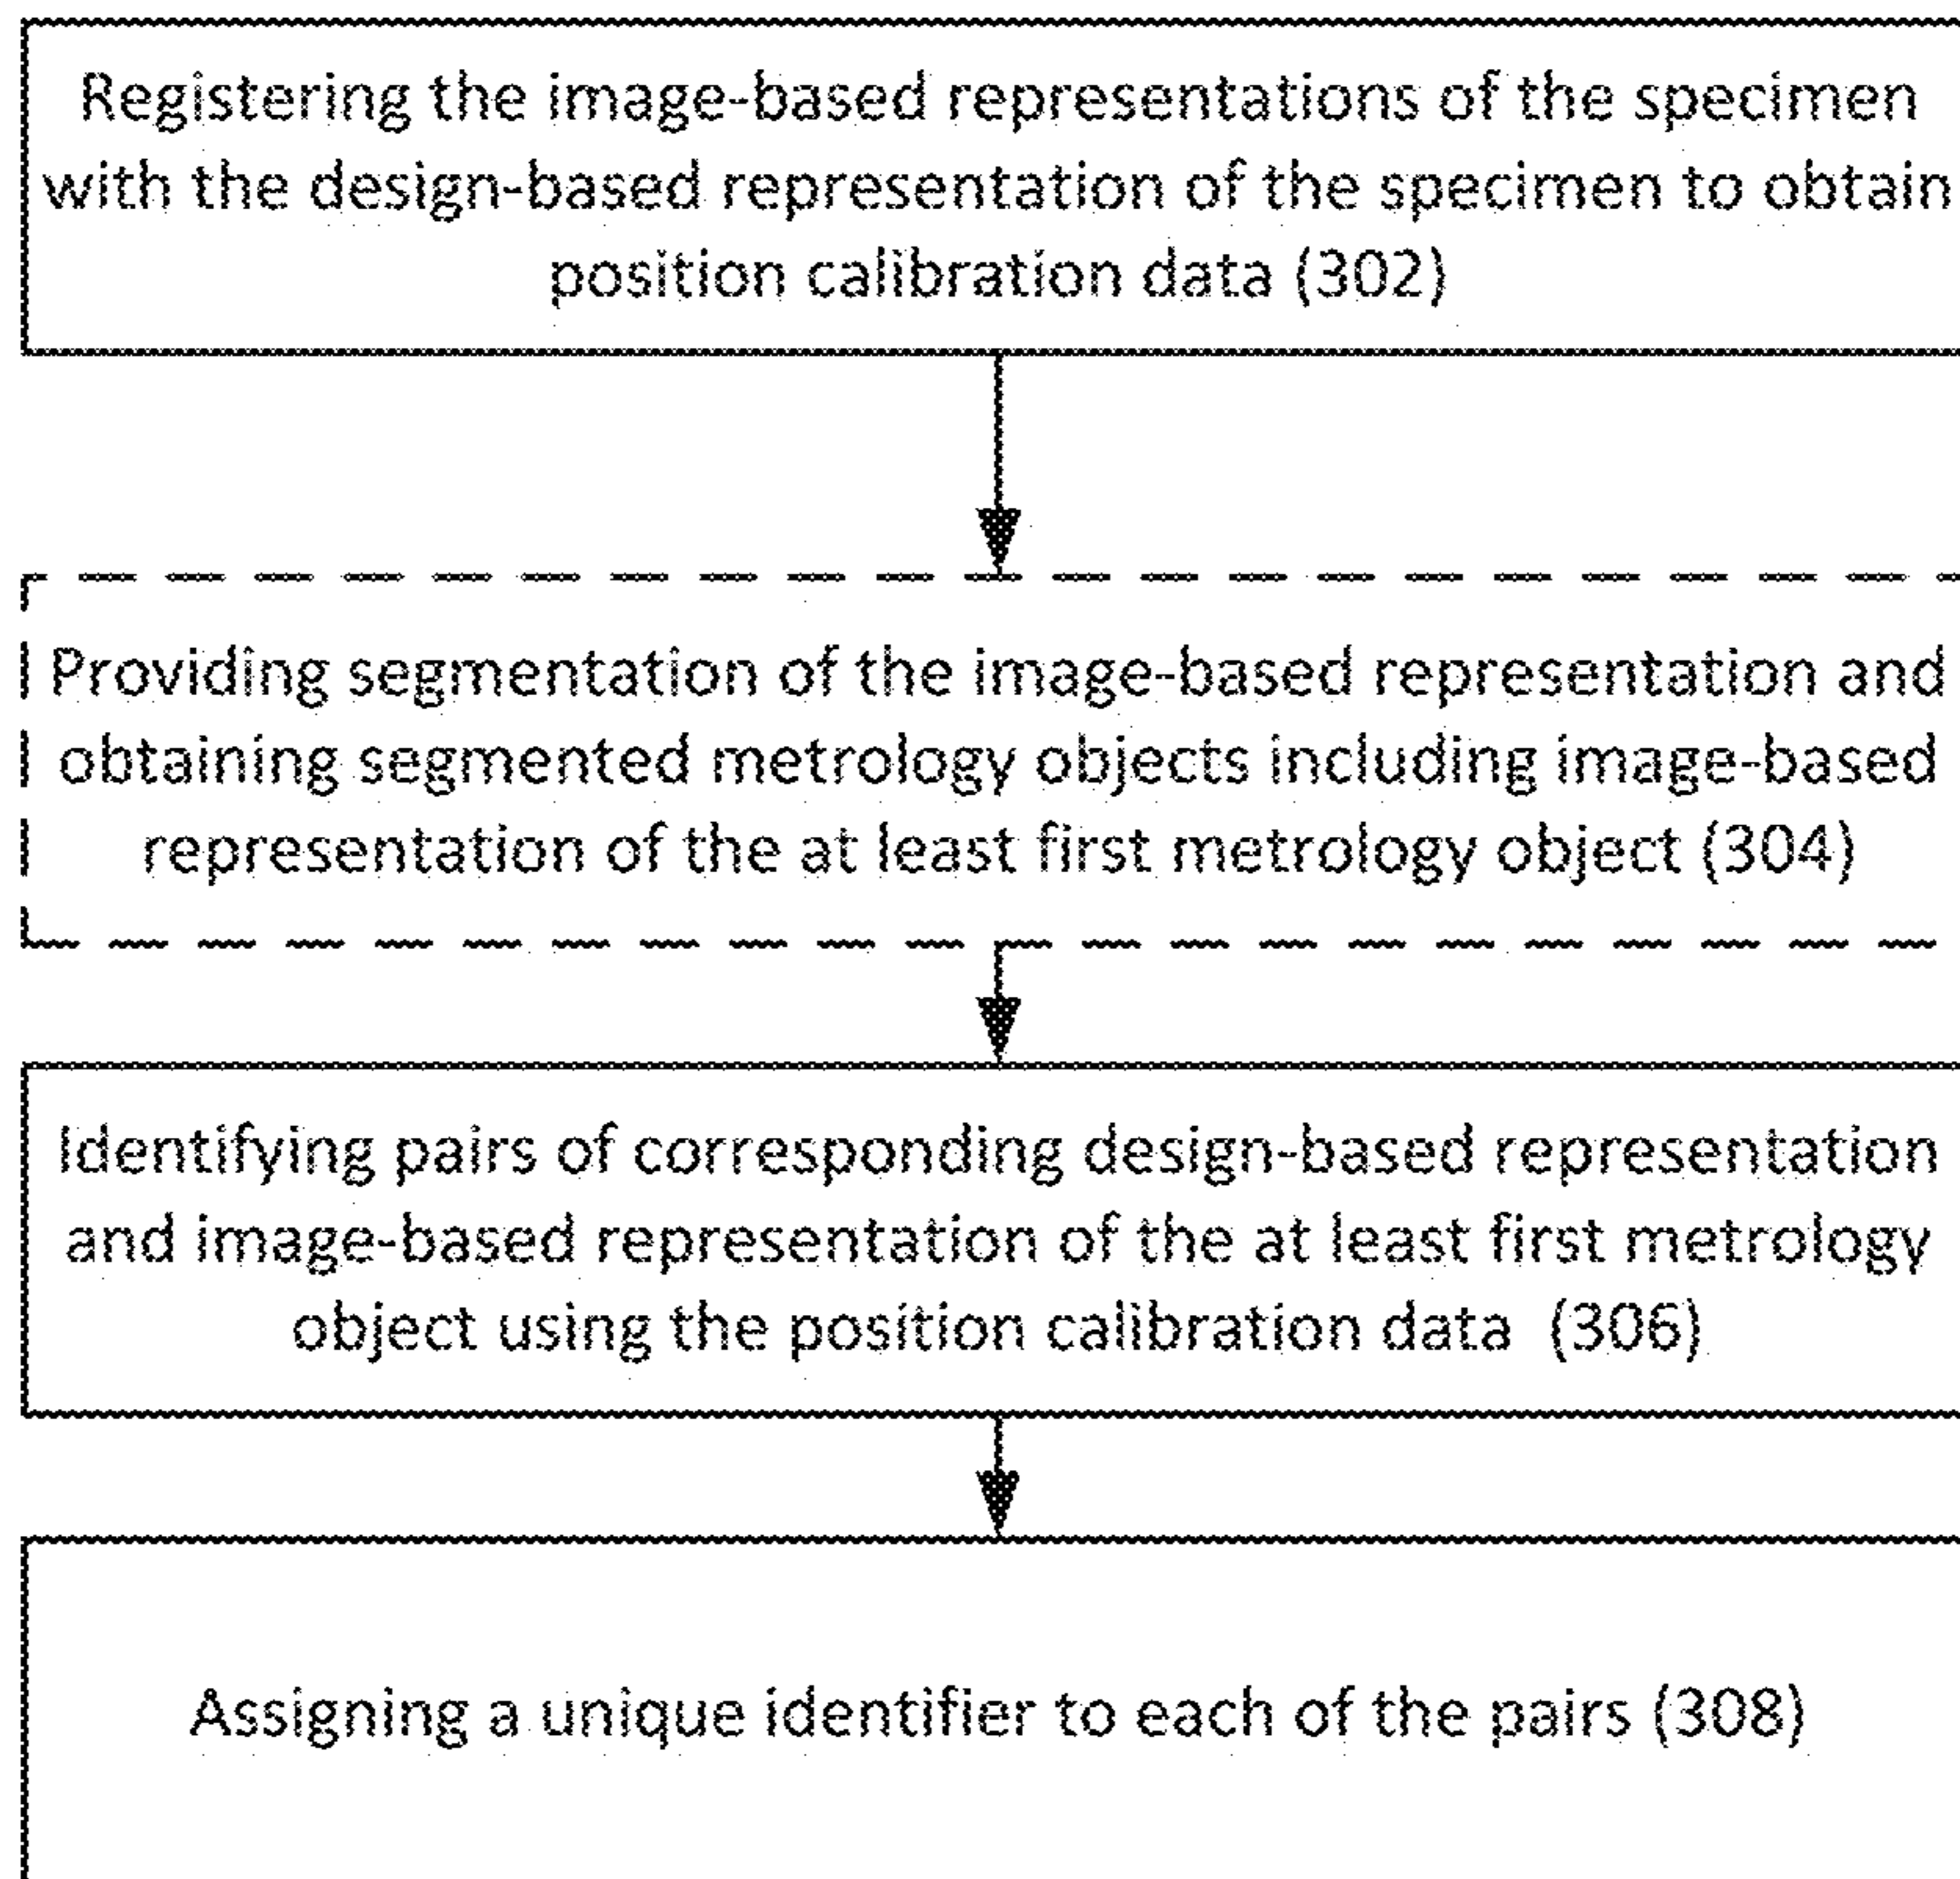 Registering the image-based representations of the specimen
with the design-based representation of the specimen to obtain
position calibration data (302)
Providing segmentation of the image-based representation and
obtaining segmented metrology objects including image-based
representation of the at least first metrology object (304)
Identifying pairs of corresponding design-based representation
and image-based representation of the at least first metrology
object using the position calibration data (306)
Assigning a unique identifier to each of the pairs (308)